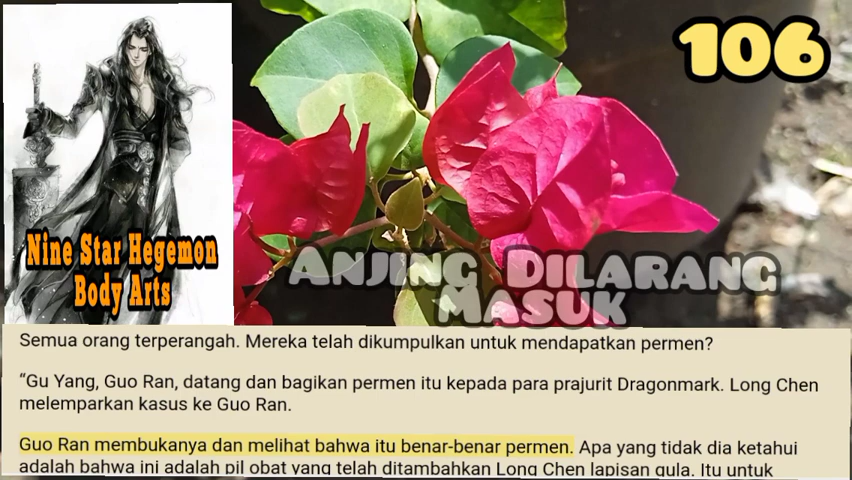 106
Nine Star Hegemon
Body Arts
Anjing Dilarang
Masuk
Semua orang terperangah. Mereka telah dikumpulkan untuk mendapatkan permen?
“Gu Yang, Guo Ran, datang dan bagikan permen itu kepada para prajurit Dragonmark. Long Chen
melemparkan kasus ke Guo Ran.
Guo Ran membukanya dan melihat bahwa itu benar-benar permen. Apa yang tidak dia ketahui
adalah bahwa ini adalah pil obat yang telah ditambahkan Long Chen lapisan gula. Itu untuk